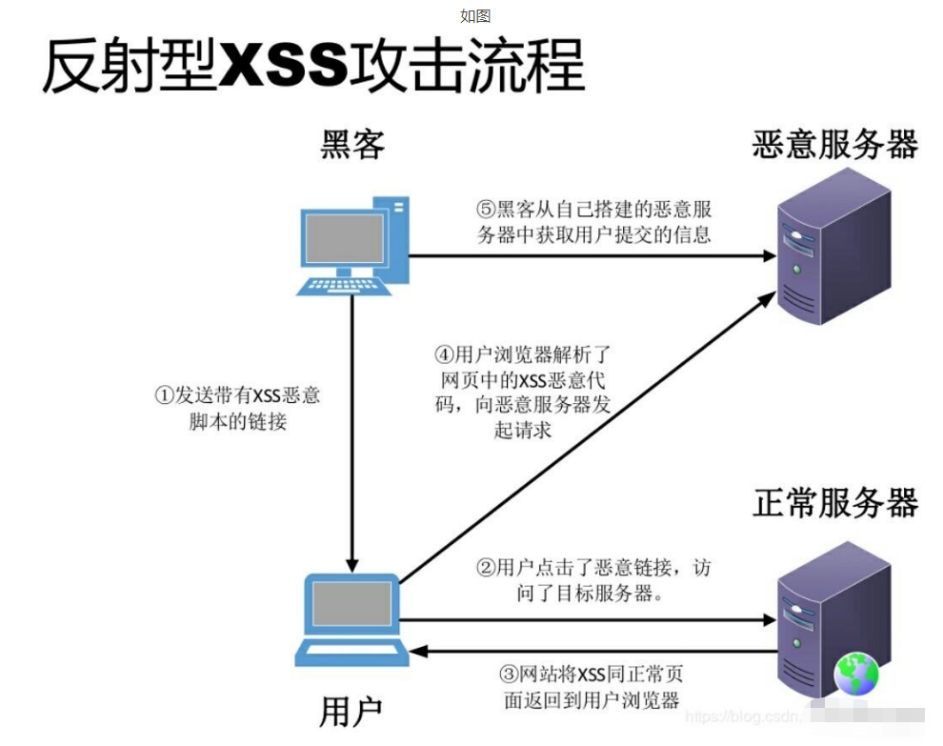 如图
反射型XSS攻击流程
黑客
恶意服务器
⑤黑客从自己搭建的恶意服
务器中获取用户提交的信息
④用户浏览器解析了
网页中的XSS恶意代
码，向恶意服务器发
起请求
①发送带有XSS恶意
脚本的链接
正常服务器
②用户点击了恶意链接，访
问了目标服务器。
③网站将XSS同正常页
面返回到用户浏览器
用户
https://blog.csdn.